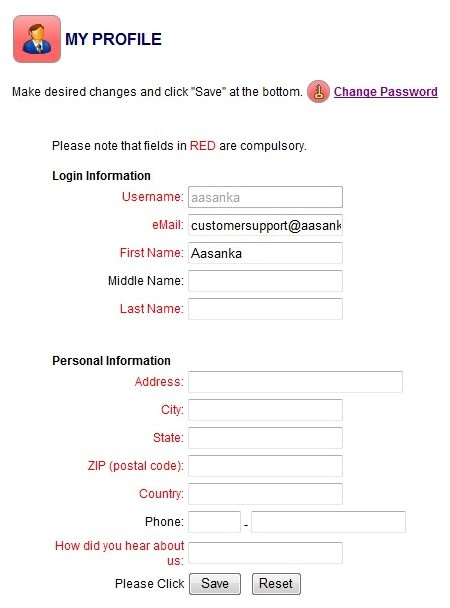 MY PROFILE
Make desired changes and click "Save" at the bottom. Change Password
Please note that fields in RED are compulsory.
Login Information
Username: aasanka
eMail: customersupport@aasank
First Name: Aasanka
Middle Name:
Last Name:
Personal Information
Address:
City:
State:
ZIP (postal code):
Country:
Phone: -
How did you hear about
us:
Please Click Save Reset